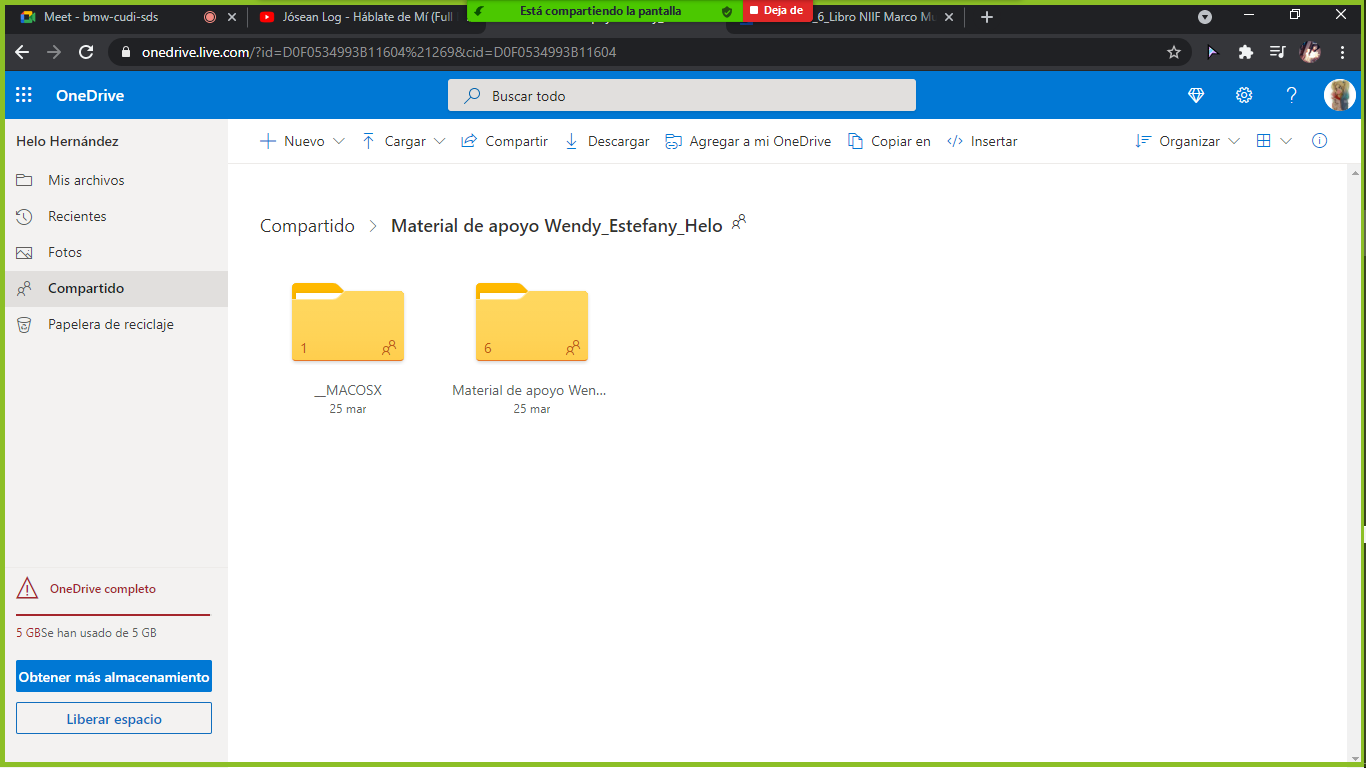 Meet - bmw-cudi-sds
Jósean Log - Háblate de Mí (Full
Está compartiendo la pantalla
Deja de
_6_Libro NIIF Marco Mu
onedrive.live.com/?id=D0F0534993B11604%21269&cid=D0F0534993B11604
OneDrive
Buscar todo
Helo Hernández
Nuevo
Cargar
Compartir
Descargar
Agregar a mi OneDrive
Copiar en
Insertar
Organizar
Mis archivos
Recientes
Fotos
Compartido
Papelera de reciclaje
Compartido > Material de apoyo Wendy_Estefany_Helo
1
6
__MACOSX
25 mar
Material de apoyo Wen...
25 mar
OneDrive completo
5 GBSe han usado de 5 GB
Obtener más almacenamiento
Liberar espacio